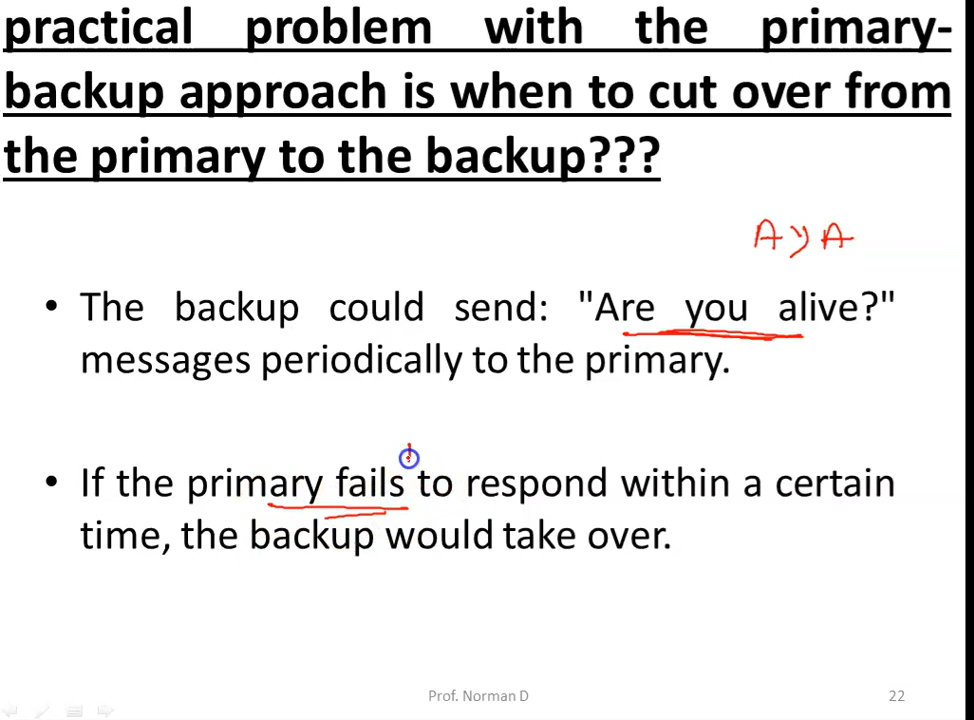 practical problem with the primary-
backup approach is when to cut over from
the primary to the backup???
A y A
• The backup could send: "Are you alive?"
messages periodically to the primary.
• If the primary fails to respond within a certain
time, the backup would take over.
Prof. Norman D
22